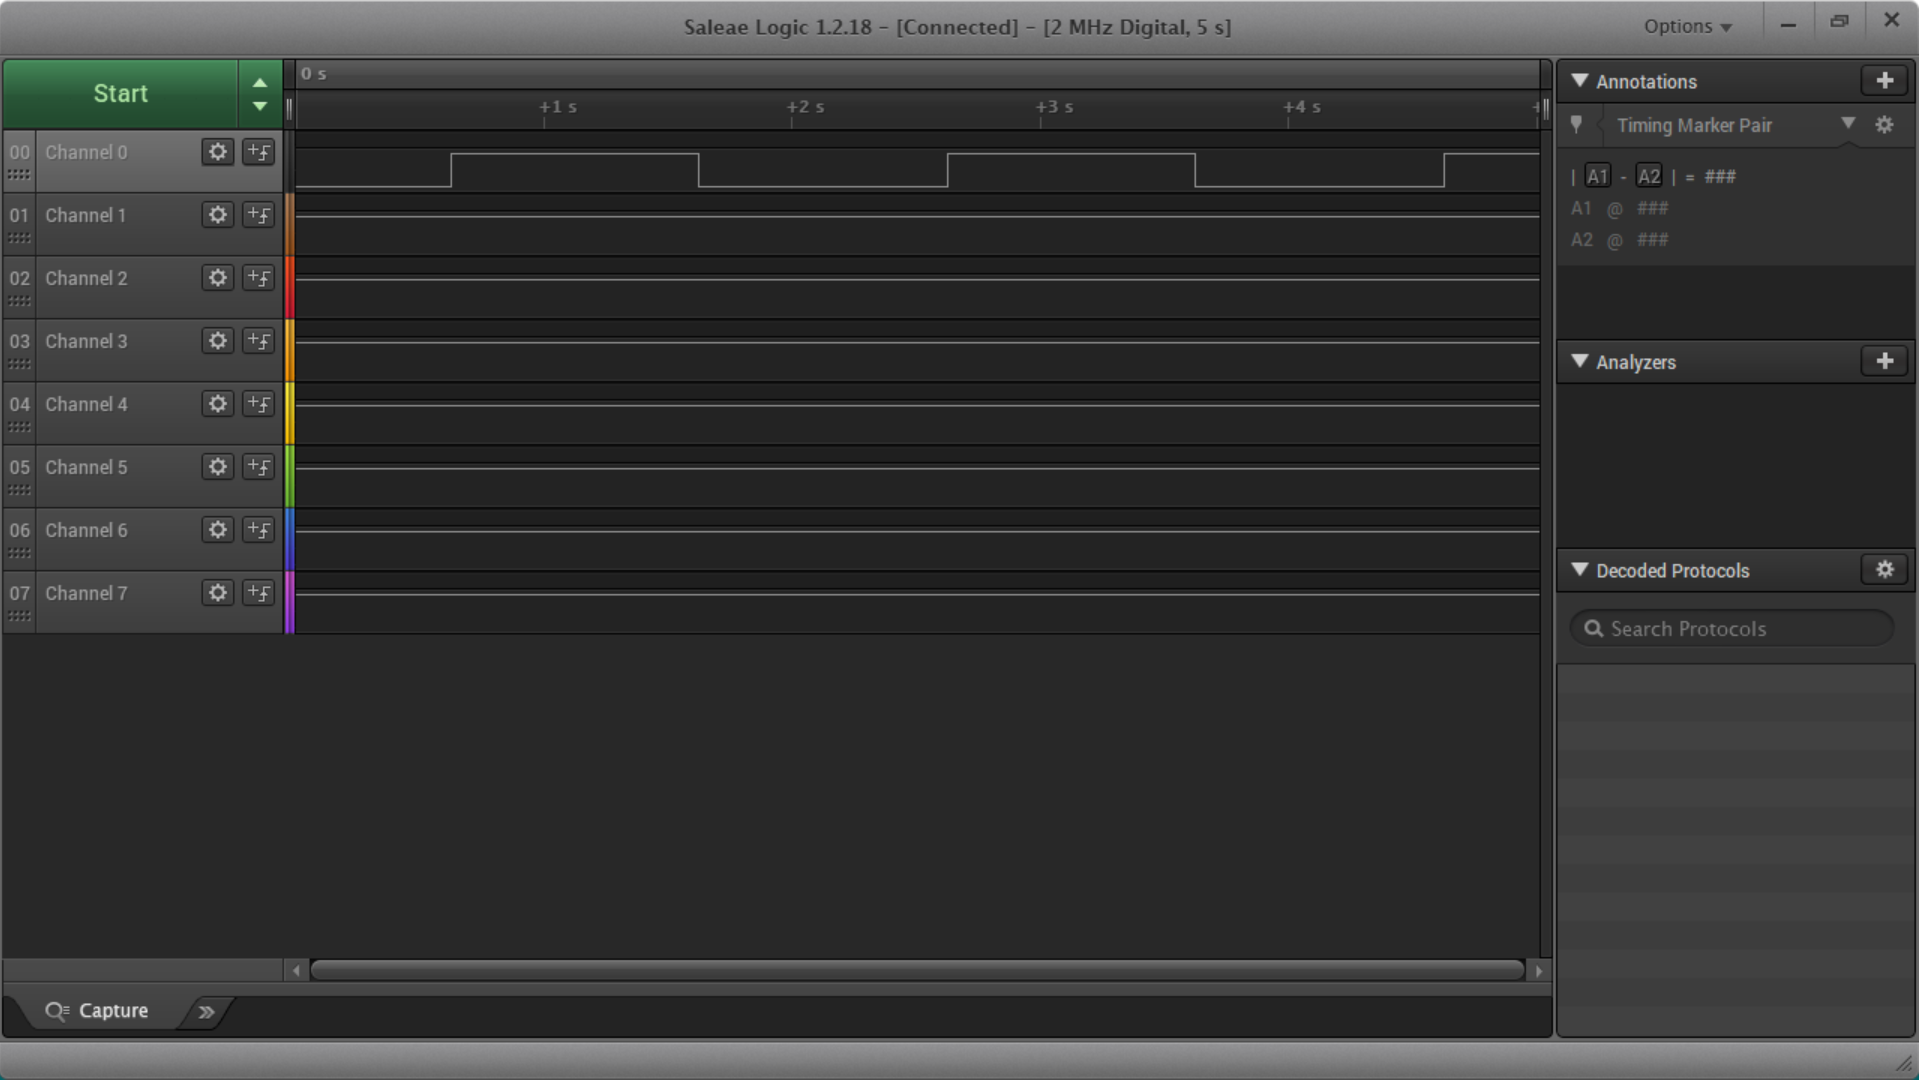 Saleae Logic 1.2.18 - [Connected] - [2 MHz Digital, 5 s]
Options
Start
0 s
+1 s +2 s +3 s +4 s +
00 Channel 0
01 Channel 1
02 Channel 2
03 Channel 3
04 Channel 4
05 Channel 5
06 Channel 6
07 Channel 7
Annotations
Timing Marker Pair
| A1 - A2 | = ###
A1 @ ###
A2 @ ###
Analyzers
Decoded Protocols
Search Protocols
Capture